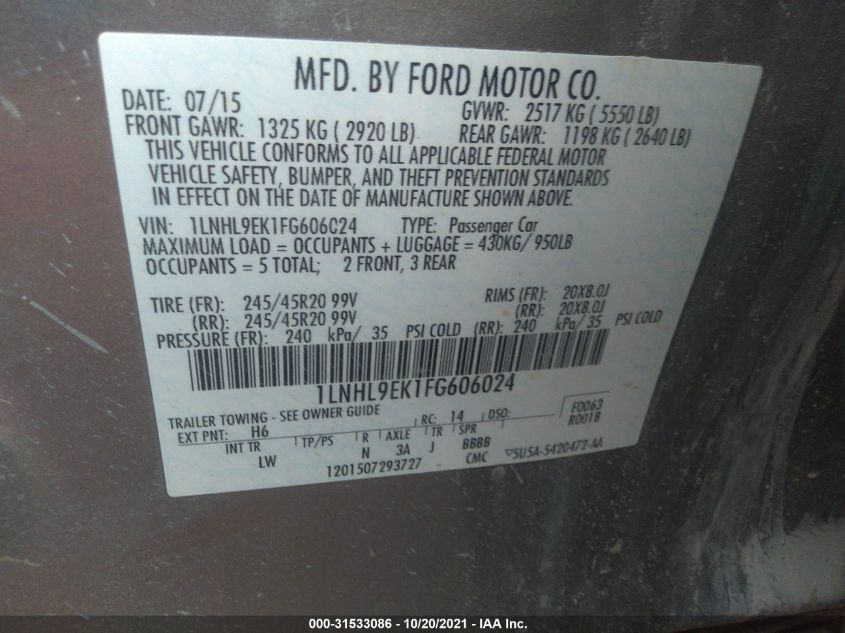 MFD. BY FORD MOTOR CO.
DATE: 07/15 GVWR: 2517 KG ( 5550 LB)
FRONT GAWR: 1325 KG ( 2920 LB) REAR GAWR: 1198 KG ( 2640 LB)
THIS VEHICLE CONFORMS TO ALL APPLICABLE FEDERAL MOTOR
VEHICLE SAFETY, BUMPER, AND THEFT PREVENTION STANDARDS
IN EFFECT ON THE DATE OF MANUFACTURE SHOWN ABOVE.
VIN: 1LNHL9EK1FG606024 TYPE: Passenger Car
MAXIMUM LOAD = OCCUPANTS + LUGGAGE = 430KG/ 950LB
OCCUPANTS = 5 TOTAL; 2 FRONT, 3 REAR
TIRE (FR): 245/45R20 99V RIMS (FR): 20X8.0J
(RR): 245/45R20 99V (RR): 20X8.0J
PRESSURE (FR): 240 kPa/ 35 PSI COLD (RR): 240 kPa/ 35 PSI COLD
1LNHL9EK1FG606024
TRAILER TOWING - SEE OWNER GUIDE
EXT PNT: H6 RC: 14 DSO: F0063
R0018
INT TR TP/PS R AXLE TR SPR
LW N 3A J BBBB
1201507293727 CMC ▽5U5A-5420472-AA
000-31533086 - 10/20/2021 - IAA Inc.